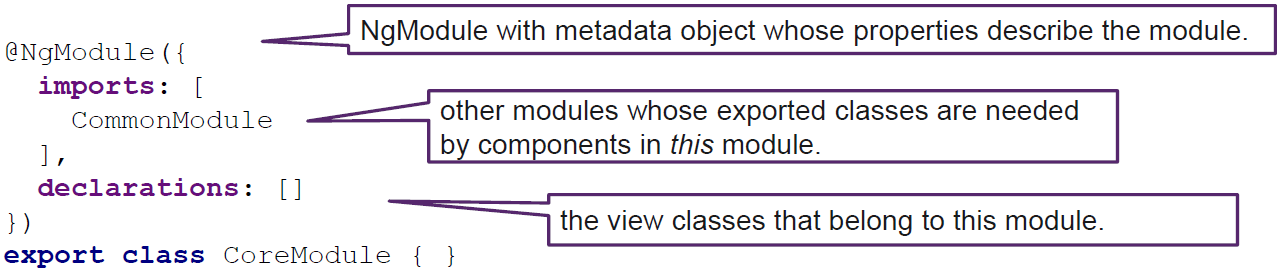 NgModule with metadata object whose properties describe the module.
@NgModule({
imports: [
CommonModule
],
declarations: []
})
export class CoreModule { }
other modules whose exported classes are needed
by components in this module.
the view classes that belong to this module.